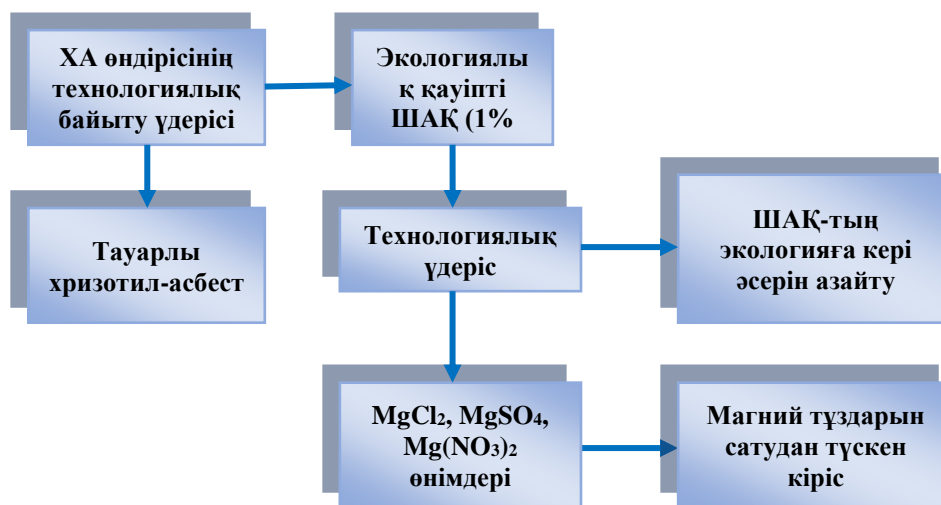 ХА өндірісінің
технологиялық
байыту үдерісі
Экологиялы
қ қауіпті
ШАҚ (1%
Тауарлы
хризотил-асбест
Технологиялық
үдеріс
ШАҚ-тың
экологияға кері
әсерін азайту
MgCl₂, MgSO₄,
Mg(NO₃)₂
өнімдері
Магний тұздарын
сатудан түскен
кіріс